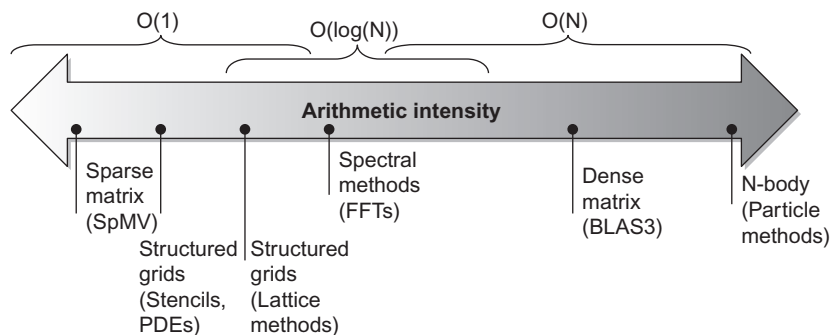 O(1)
O(log(N))
O(N)
Arithmetic intensity
Sparse
matrix
(SpMV)
Structured
grids
(Stencils,
PDEs)
Structured
grids
(Lattice
methods)
Spectral
methods
(FFTs)
Dense
matrix
(BLAS3)
N-body
(Particle
methods)